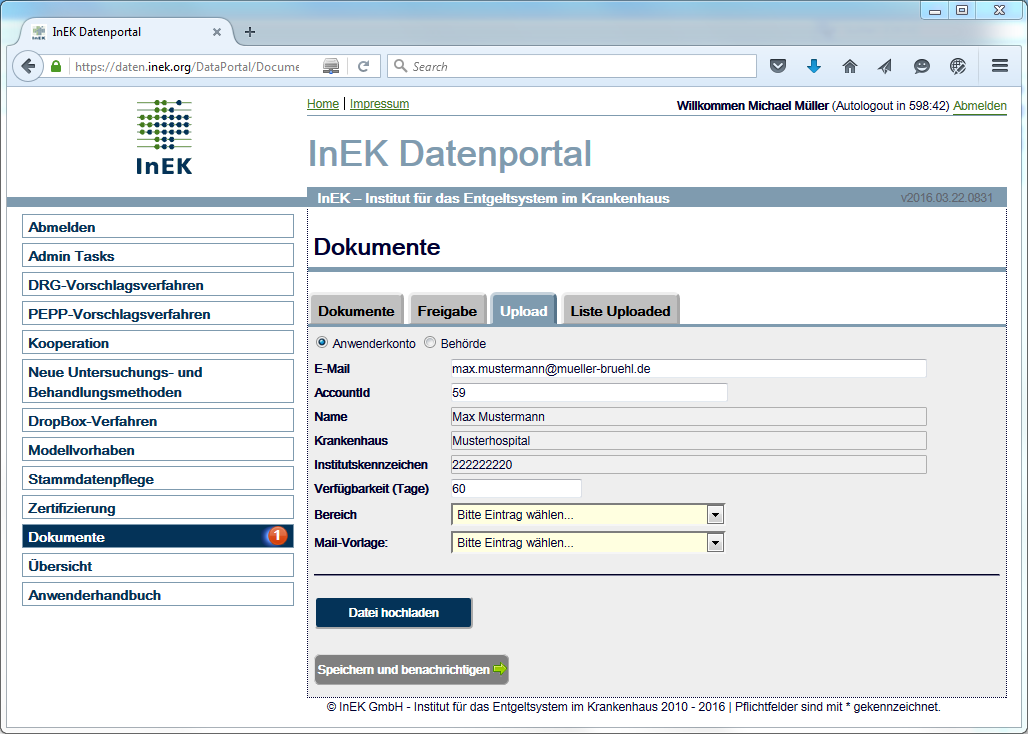 InEK Datenportal
https://daten.inek.org/DataPortal/Docume
Search
InEK
Home | Impressum
Willkommen Michael Müller (Autologout in 598:42) Abmelden
InEK Datenportal
InEK – Institut für das Entgeltsystem im Krankenhaus
v2016.03.22.0831
Abmelden
Admin Tasks
DRG-Vorschlagsverfahren
PEPP-Vorschlagsverfahren
Kooperation
Neue Untersuchungs- und
Behandlungsmethoden
DropBox-Verfahren
Modellvorhaben
Stammdatenpflege
Zertifizierung
Dokumente 1
Übersicht
Anwenderhandbuch
Dokumente
Dokumente Freigabe Upload Liste Uploaded
Anwenderkonto Behörde
E-Mail max.mustermann@mueller-bruehl.de
AccountId 59
Name Max Mustermann
Krankenhaus Musterhospital
Institutskennzeichen 222222220
Verfügbarkeit (Tage) 60
Bereich Bitte Eintrag wählen...
Mail-Vorlage: Bitte Eintrag wählen...
Datei hochladen
Speichern und benachrichtigen
© InEK GmbH - Institut für das Entgeltsystem im Krankenhaus 2010 - 2016 | Pflichtfelder sind mit * gekennzeichnet.